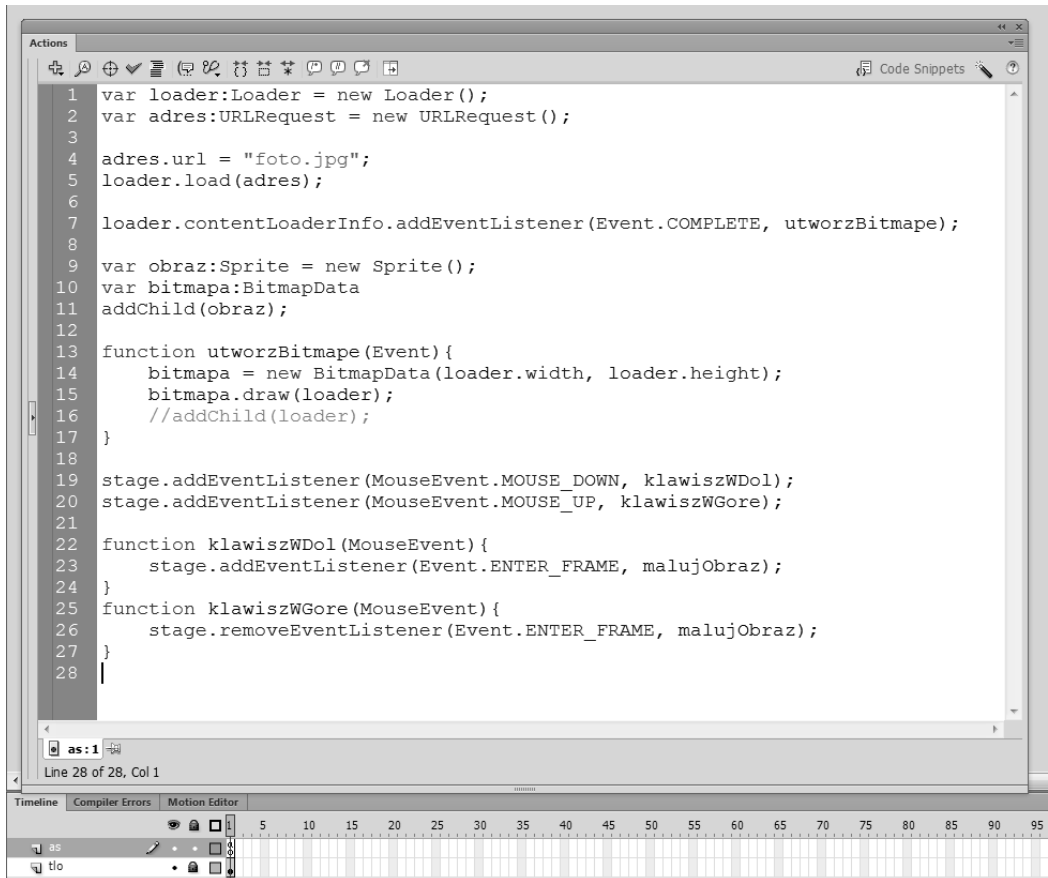 Actions
Code Snippets
1 var loader:Loader = new Loader();
2 var adres:URLRequest = new URLRequest();
3
4 adres.url = "foto.jpg";
5 loader.load(adres);
6
7 loader.contentLoaderInfo.addEventListener(Event.COMPLETE, utworzBitmape);
8
9 var obraz:Sprite = new Sprite();
10 var bitmapa:BitmapData
11 addChild(obraz);
12
13 function utworzBitmape(Event){
14 bitmapa = new BitmapData(loader.width, loader.height);
15 bitmapa.draw(loader);
16 //addChild(loader);
17 }
18
19 stage.addEventListener(MouseEvent.MOUSE_DOWN, klawiszWDol);
20 stage.addEventListener(MouseEvent.MOUSE_UP, klawiszWGore);
21
22 function klawiszWDol(MouseEvent){
23 stage.addEventListener(Event.ENTER_FRAME, malujObraz);
24 }
25 function klawiszWGore(MouseEvent){
26 stage.removeEventListener(Event.ENTER_FRAME, malujObraz);
27 }
28
as:1
Line 28 of 28, Col 1
Timeline Compiler Errors Motion Editor
1 5 10 15 20 25 30 35 40 45 50 55 60 65 70 75 80 85 90 95
as
tlo